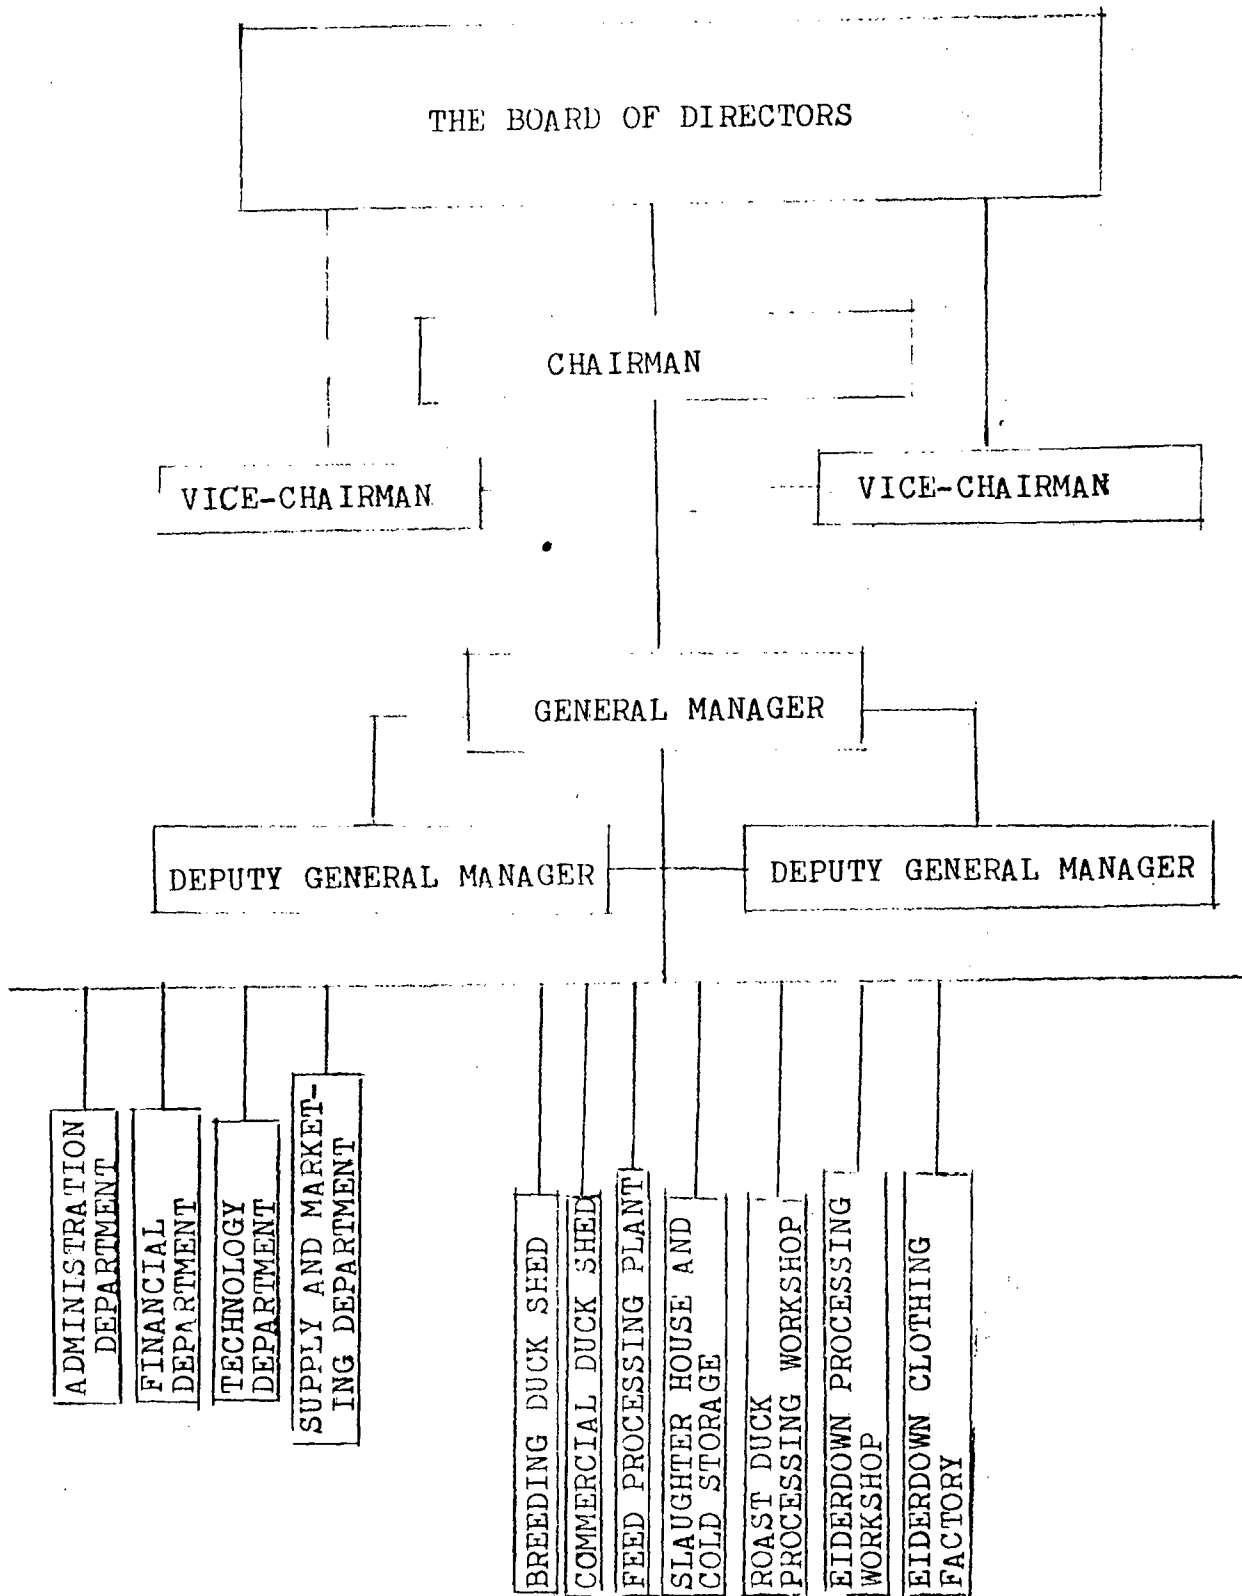 THE BOARD OF DIRECTORS
CHAIRMAN
VICE-CHAIRMAN
VICE-CHAIRMAN
GENERAL MANAGER
DEPUTY GENERAL MANAGER
DEPUTY GENERAL MANAGER
ADMINISTRATION
DEPARTMENT
FINANCIAL
DEPARTMENT
TECHNOLOGY
DEPARTMENT
SUPPLY AND MARKET-
ING DEPARTMENT
BREEDING DUCK SHED
COMMERCIAL DUCK SHED
FEED PROCESSING PLANT
SLAUGHTER HOUSE AND
COLD STORAGE
ROAST DUCK
PROCESSING WORKSHOP
EIDERDOWN PROCESSING
WORKSHOP
EIDERDOWN CLOTHING
FACTORY